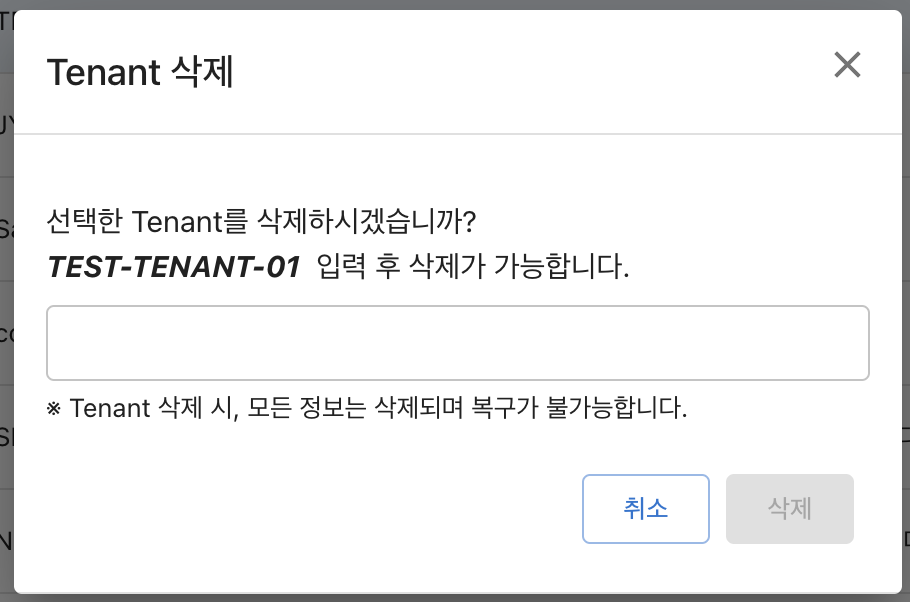 Tenant 삭제
선택한 Tenant를 삭제하시겠습니까?
TEST-TENANT-01 입력 후 삭제가 가능합니다.
※ Tenant 삭제 시, 모든 정보는 삭제되며 복구가 불가능합니다.
취소 삭제